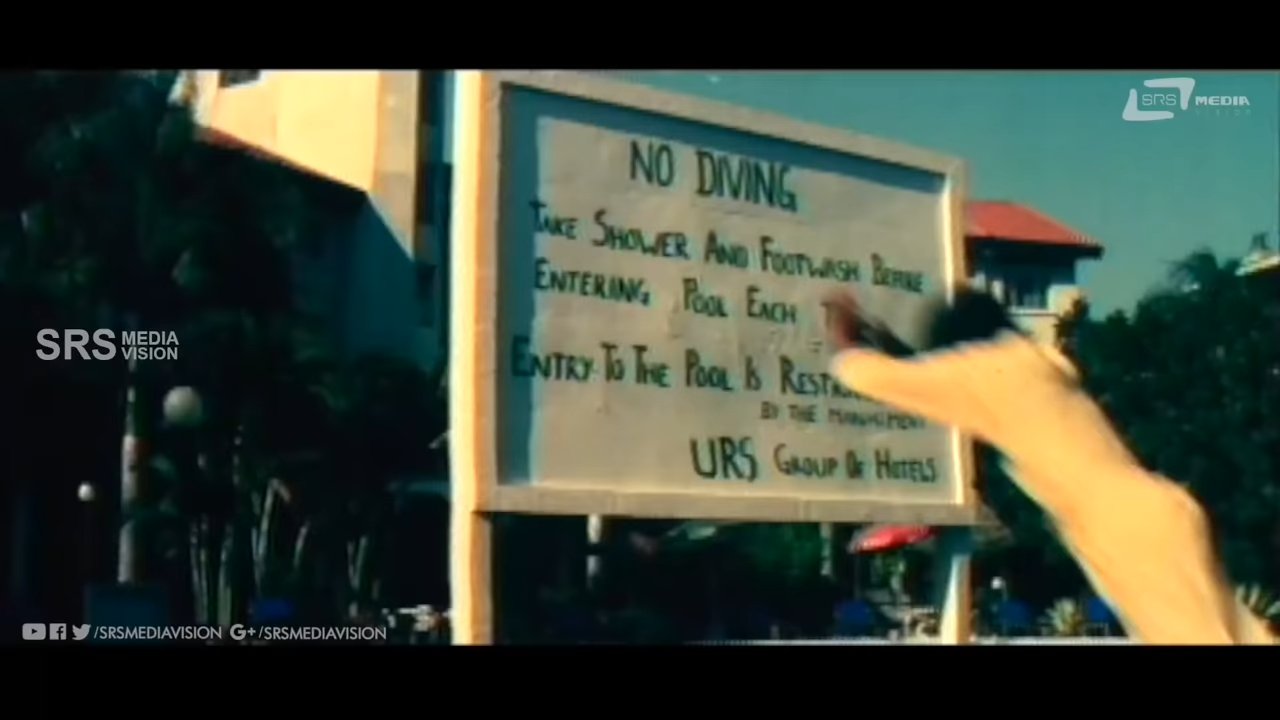 SRS MEDIA
VISION
NO DIVING
TAKE SHOWER AND FOOTWASH BEFORE
ENTERING POOL EACH
ENTRY TO THE POOL IS
BY THE MANAGEMENT
URS GROUP OF HOTELS
SRS MEDIA
VISION
/SRSMEDIAVISION G+/SRSMEDIAVISION